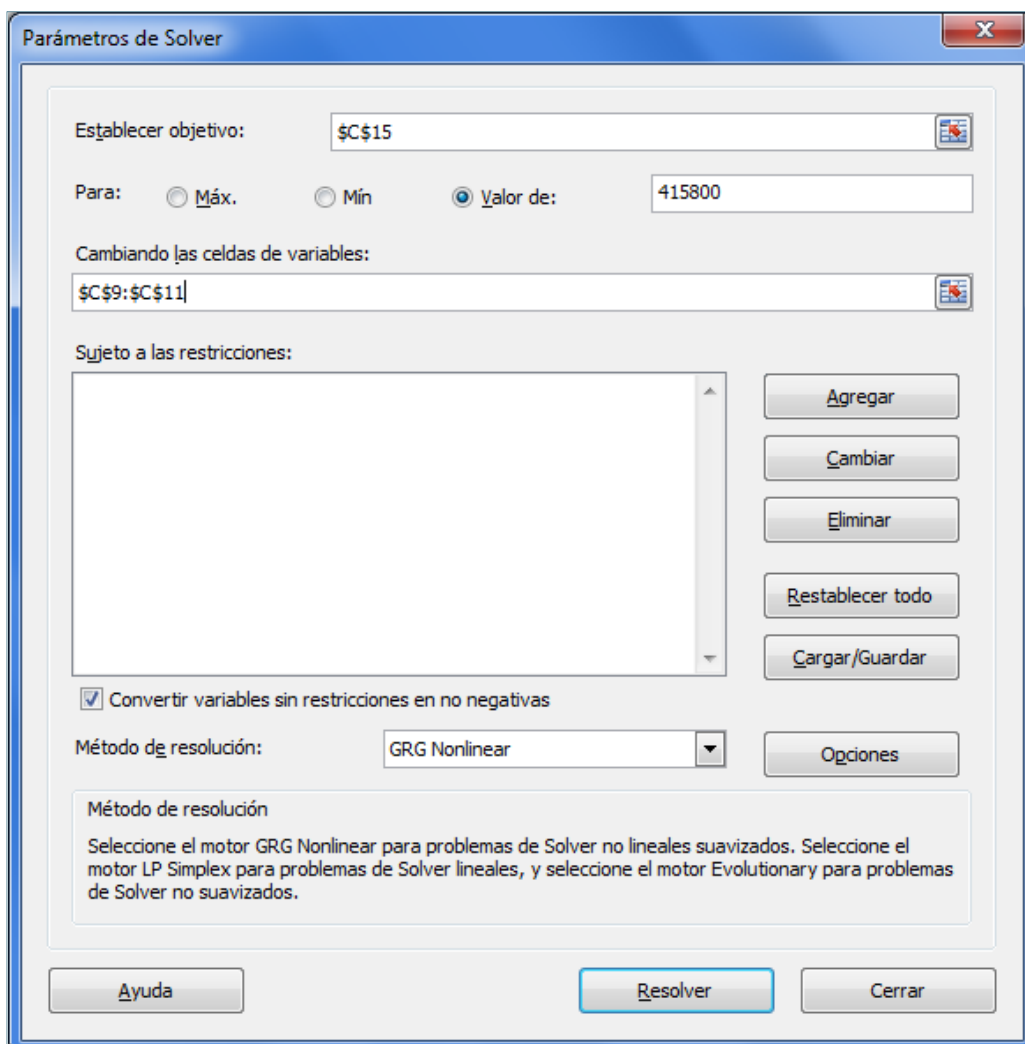 Parámetros de Solver
Establecer objetivo: $C$15
Para: Máx. Mín Valor de: 415800
Cambiando las celdas de variables:
$C$9:$C$11
Sujeto a las restricciones:
Agregar
Cambiar
Eliminar
Restablecer todo
Cargar/Guardar
Convertir variables sin restricciones en no negativas
Método de resolución: GRG Nonlinear Opciones
Método de resolución
Seleccione el motor GRG Nonlinear para problemas de Solver no lineales suavizados. Seleccione el
motor LP Simplex para problemas de Solver lineales, y seleccione el motor Evolutionary para problemas
de Solver no suavizados.
Ayuda Resolver Cerrar